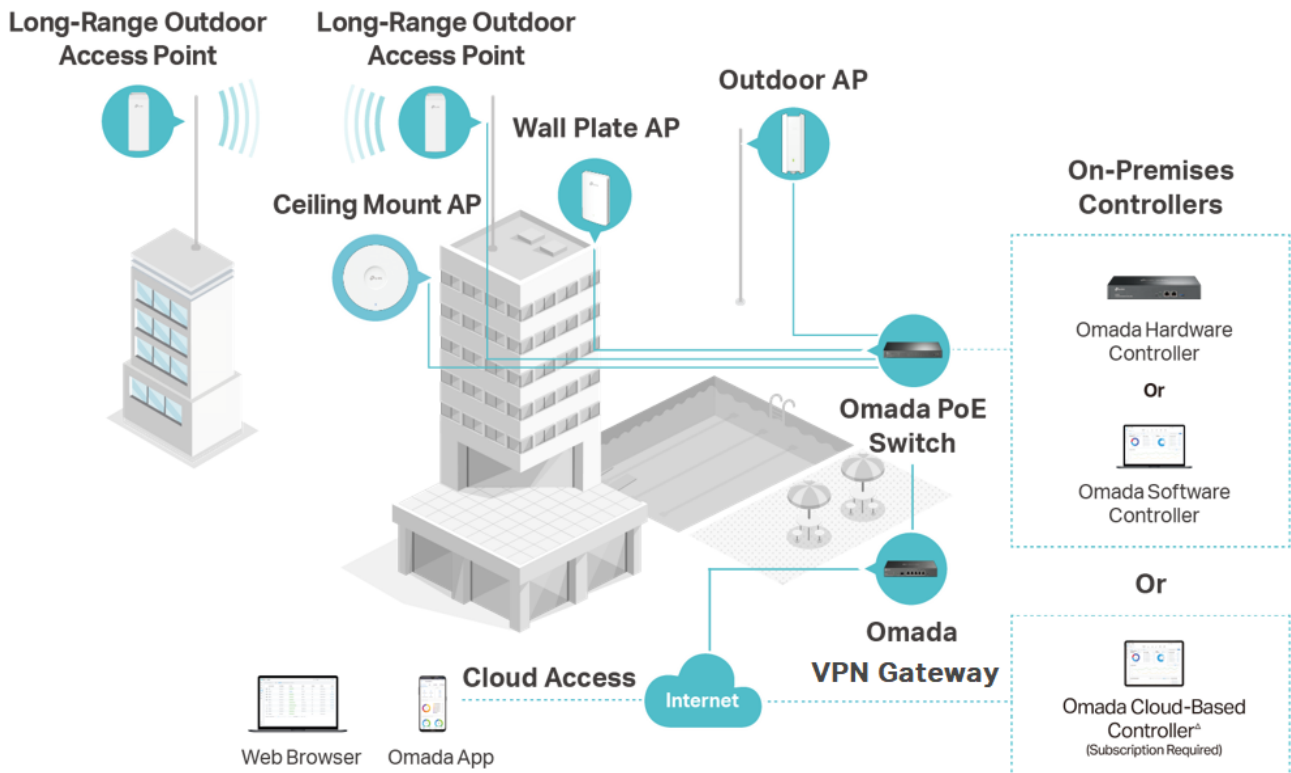 Long-Range Outdoor
Access Point
Long-Range Outdoor
Access Point
Outdoor AP
Wall Plate AP
Ceiling Mount AP
On-Premises
Controllers
Omada Hardware
Controller
Or
Omada Software
Controller
Omada PoE
Switch
Or
Omada
VPN Gateway
Cloud Access
Internet
Web Browser
Omada App
Omada Cloud-Based
Controller△
(Subscription Required)